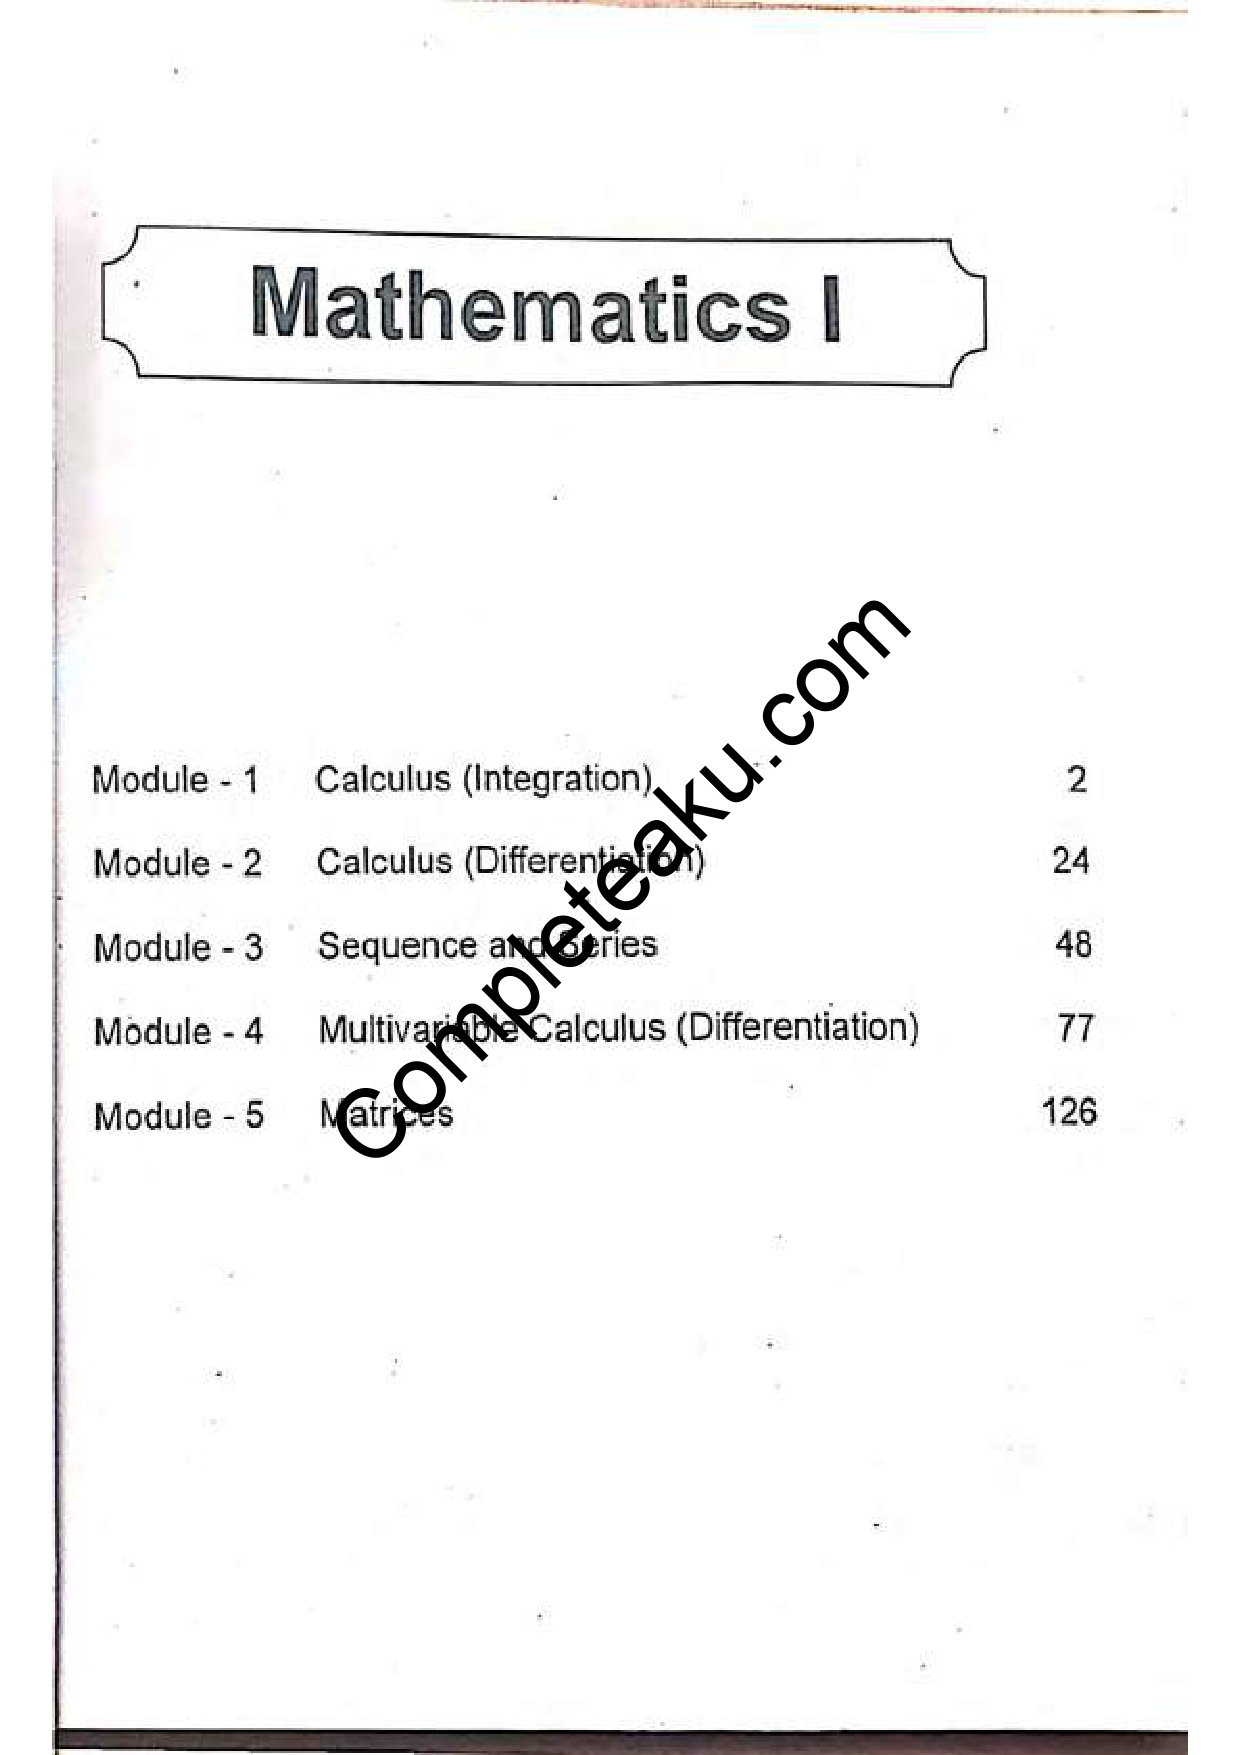 Mathematics I
Module - 1 Calculus (Integration) 2
Module - 2 Calculus (Differentiation) 24
Module - 3 Sequence and Series 48
Module - 4 Multivariable Calculus (Differentiation) 77
Module - 5 Matrices 126
Completeaku.com